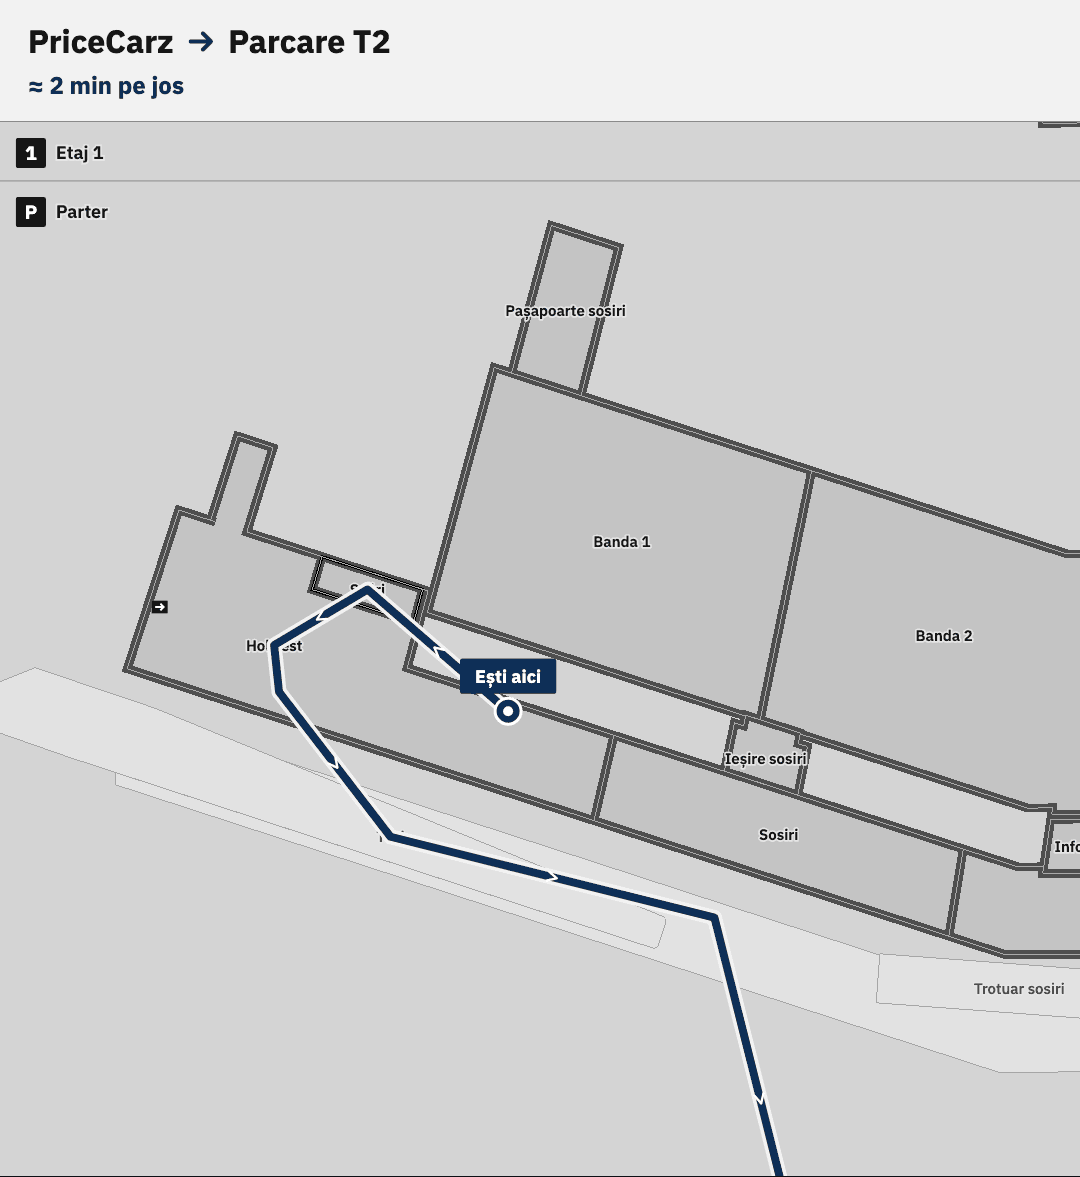 PriceCarz → Parcare T2
≈ 2 min pe jos
1 Etaj 1
P Parter
Pașapoarte sosiri
Banda 1
Banda 2
Ești aici
Ieșire sosiri
Sosiri
Trotuar sosiri